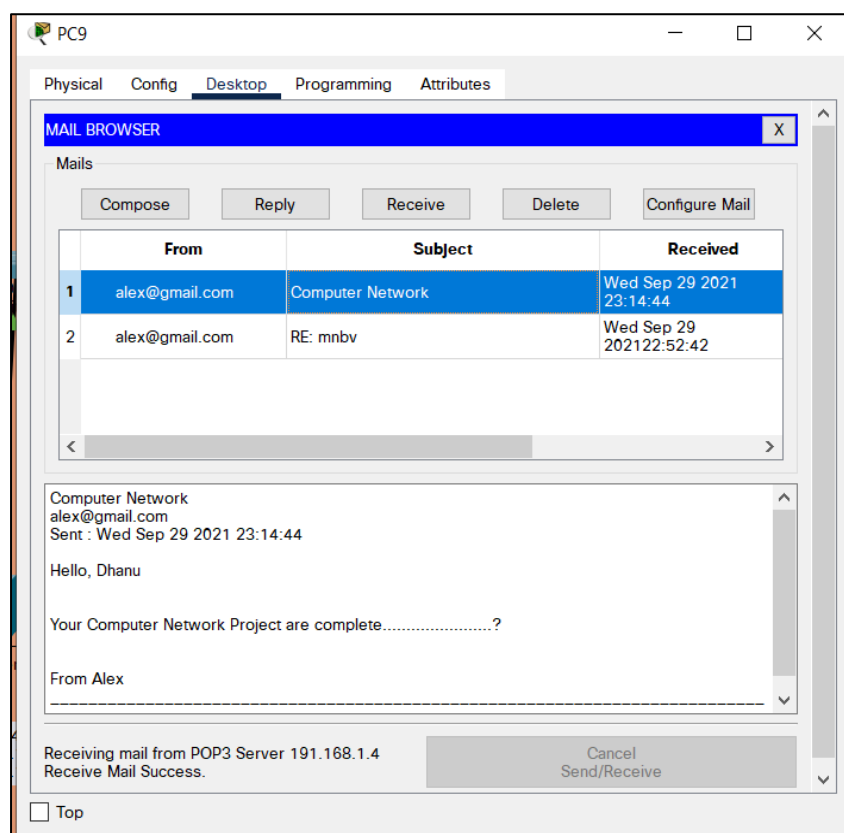 PC9
Physical Config Desktop Programming Attributes
MAIL BROWSER X
Mails
Compose Reply Receive Delete Configure Mail
From Subject Received
1 alex@gmail.com Computer Network Wed Sep 29 2021
23:14:44
2 alex@gmail.com RE: mnbv Wed Sep 29
202122:52:42
Computer Network
alex@gmail.com
Sent : Wed Sep 29 2021 23:14:44
Hello, Dhanu
Your Computer Network Project are complete.......................?
From Alex
Receiving mail from POP3 Server 191.168.1.4
Receive Mail Success.
Cancel
Send/Receive
Top